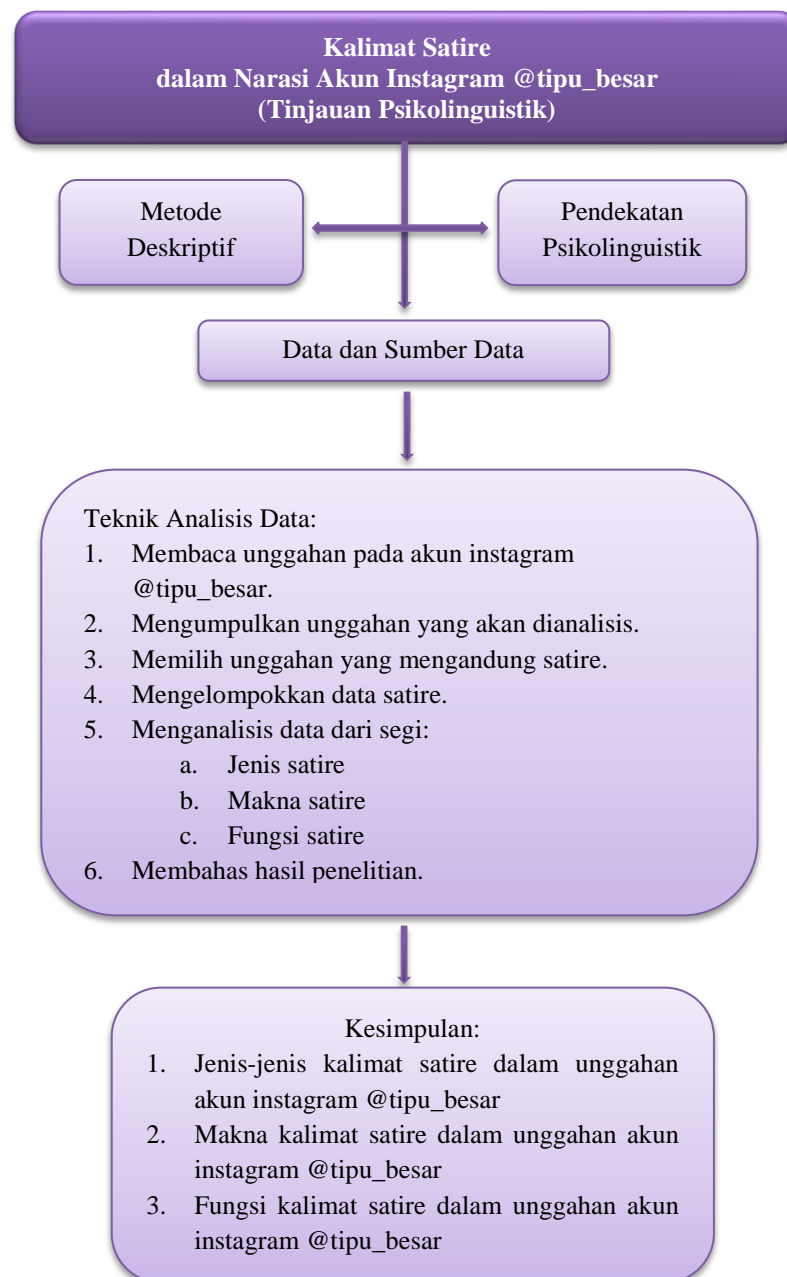 Kalimat Satire
dalam Narasi Akun Instagram @tipu_besar
(Tinjauan Psikolinguistik)
Metode
Deskriptif
Pendekatan
Psikolinguistik
Data dan Sumber Data
Teknik Analisis Data:
1. Membaca unggahan pada akun instagram
@tipu_besar.
2. Mengumpulkan unggahan yang akan dianalisis.
3. Memilih unggahan yang mengandung satire.
4. Mengelompokkan data satire.
5. Menganalisis data dari segi:
a. Jenis satire
b. Makna satire
c. Fungsi satire
6. Membahas hasil penelitian.
Kesimpulan:
1. Jenis-jenis kalimat satire dalam unggahan
akun instagram @tipu_besar
2. Makna kalimat satire dalam unggahan akun
instagram @tipu_besar
3. Fungsi kalimat satire dalam unggahan akun
instagram @tipu_besar